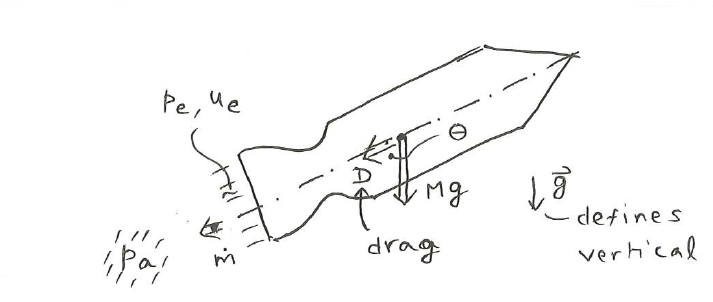 Pe, ue
θ
D
Mg
g⃗
defines
vertical
drag
ṁ
Pa